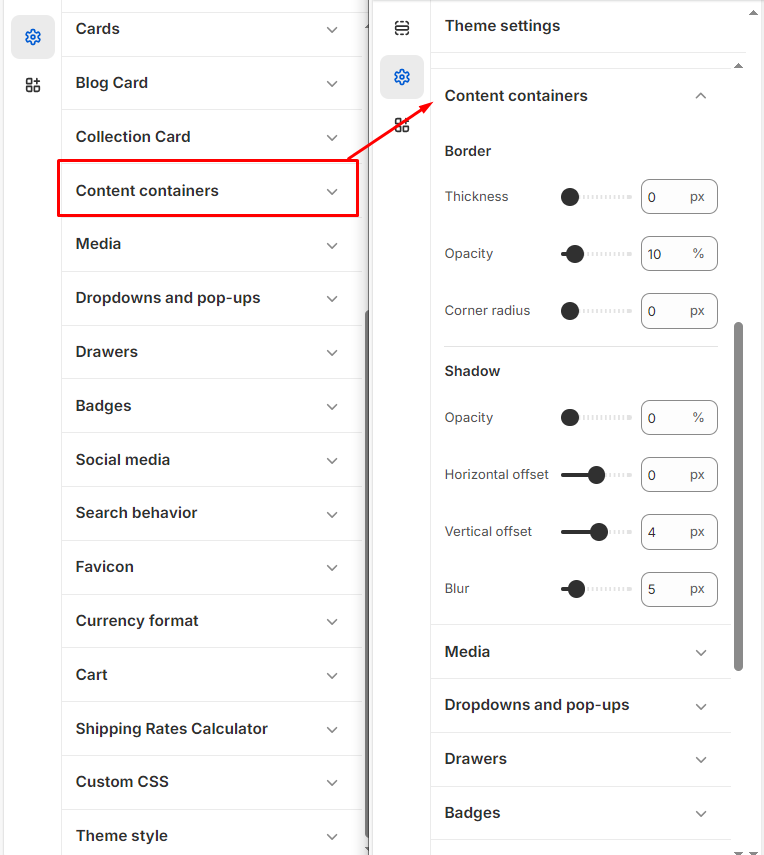 Cards
Blog Card
Collection Card
Content containers
Media
Dropdowns and pop-ups
Drawers
Badges
Social media
Search behavior
Favicon
Currency format
Cart
Shipping Rates Calculator
Custom CSS
Theme style
Theme settings
Content containers
Border
Thickness 0 px
Opacity 10 %
Corner radius 0 px
Shadow
Opacity 0 %
Horizontal offset 0 px
Vertical offset 4 px
Blur 5 px
Media
Dropdowns and pop-ups
Drawers
Badges